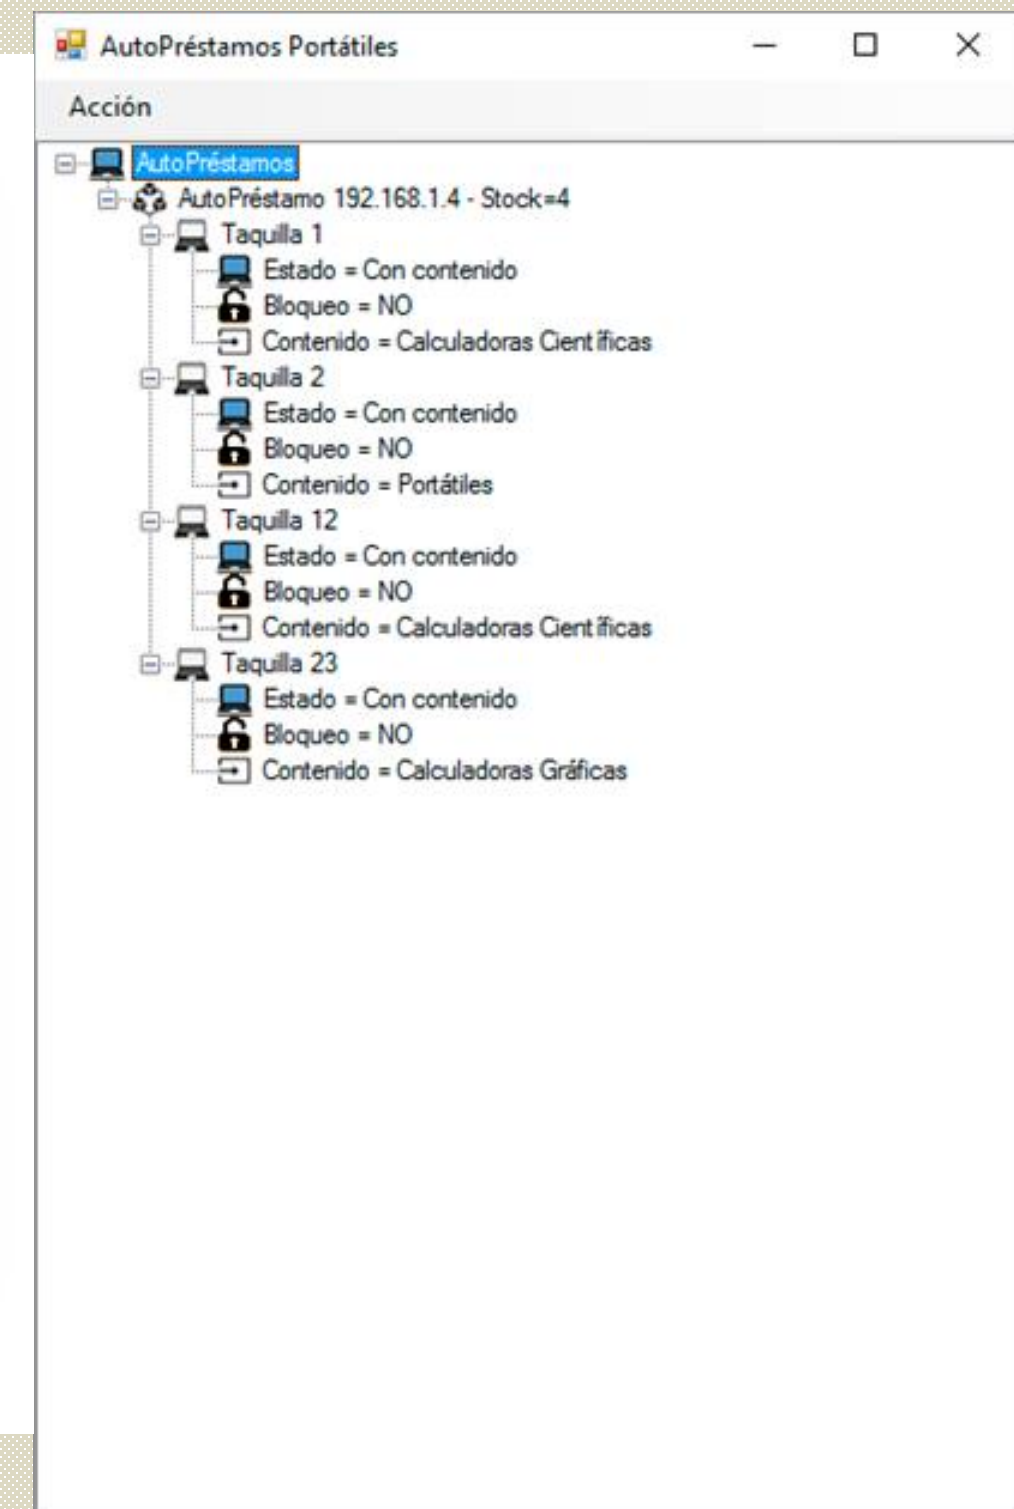 AutoPréstamos Portátiles
Acción
AutoPréstamos
AutoPréstamo 192.168.1.4 - Stock=4
Taquilla 1
Estado = Con contenido
Bloqueo = NO
Contenido = Calculadoras Científicas
Taquilla 2
Estado = Con contenido
Bloqueo = NO
Contenido = Portátiles
Taquilla 12
Estado = Con contenido
Bloqueo = NO
Contenido = Calculadoras Científicas
Taquilla 23
Estado = Con contenido
Bloqueo = NO
Contenido = Calculadoras Gráficas